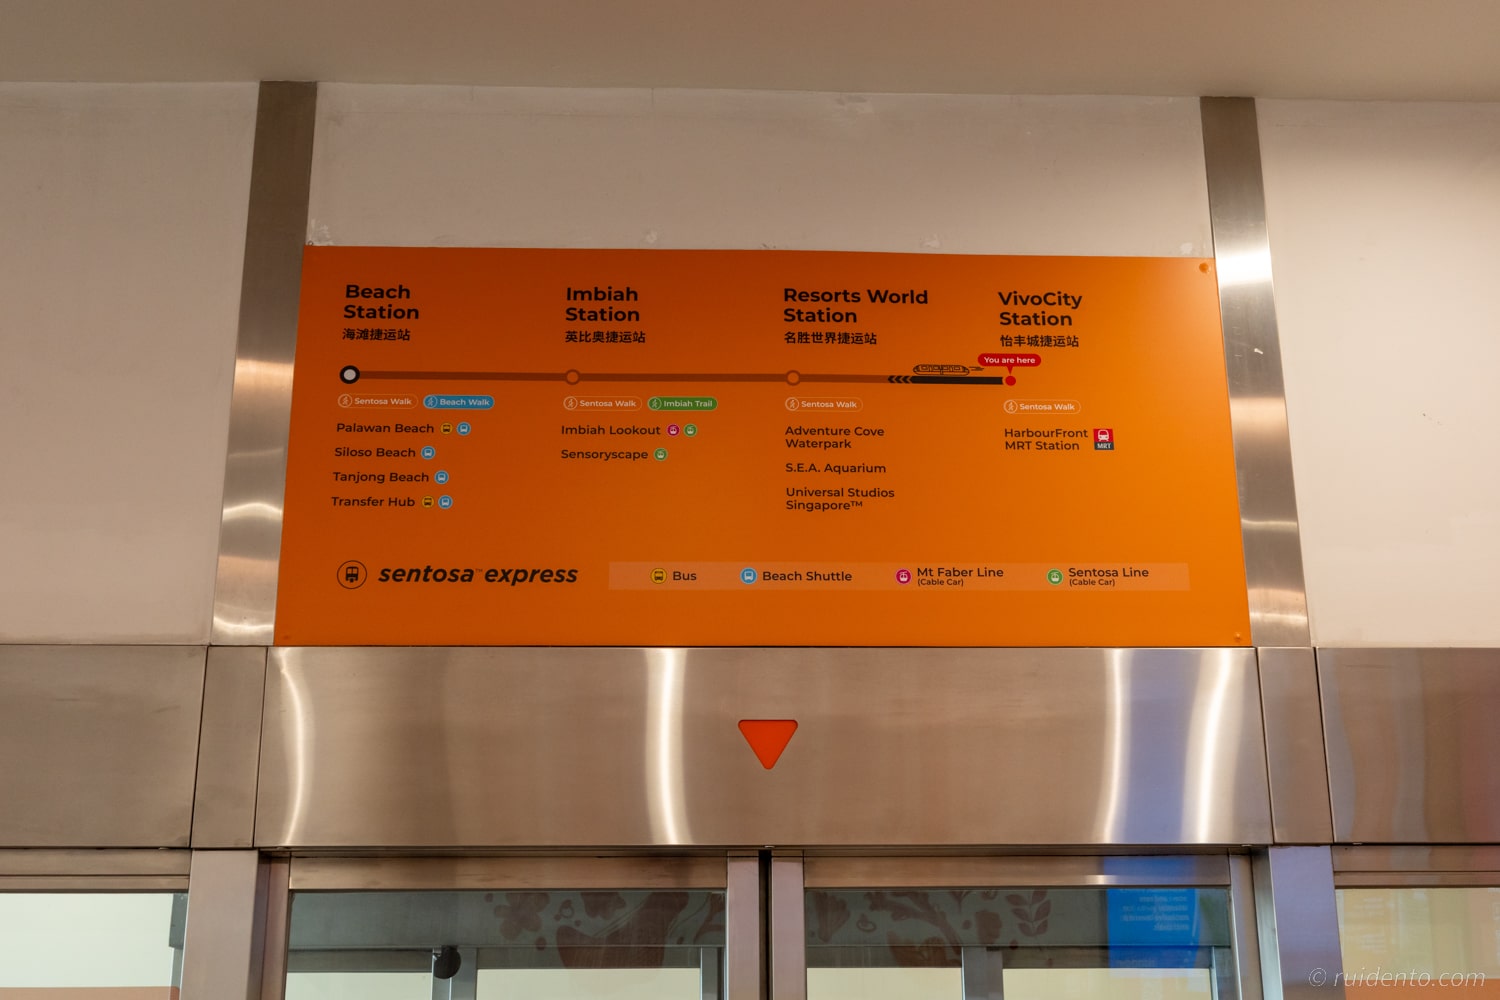 Beach
Station
海滩捷运站
Imbiah
Station
英比奥捷运站
Resorts World
Station
名胜世界捷运站
VivoCity
Station
怡丰城捷运站
You are here
Sentosa Walk
Beach Walk
Palawan Beach
Siloso Beach
Tanjong Beach
Transfer Hub
Sentosa Walk
Imbiah Trail
Imbiah Lookout
Sensoryscape
Sentosa Walk
Adventure Cove
Waterpark
S.E.A. Aquarium
Universal Studios
Singapore™
Sentosa Walk
HarbourFront
MRT Station
MRT
sentosa™express
Bus
Beach Shuttle
Mt Faber Line
(Cable Car)
Sentosa Line
(Cable Car)
© ruidento.com